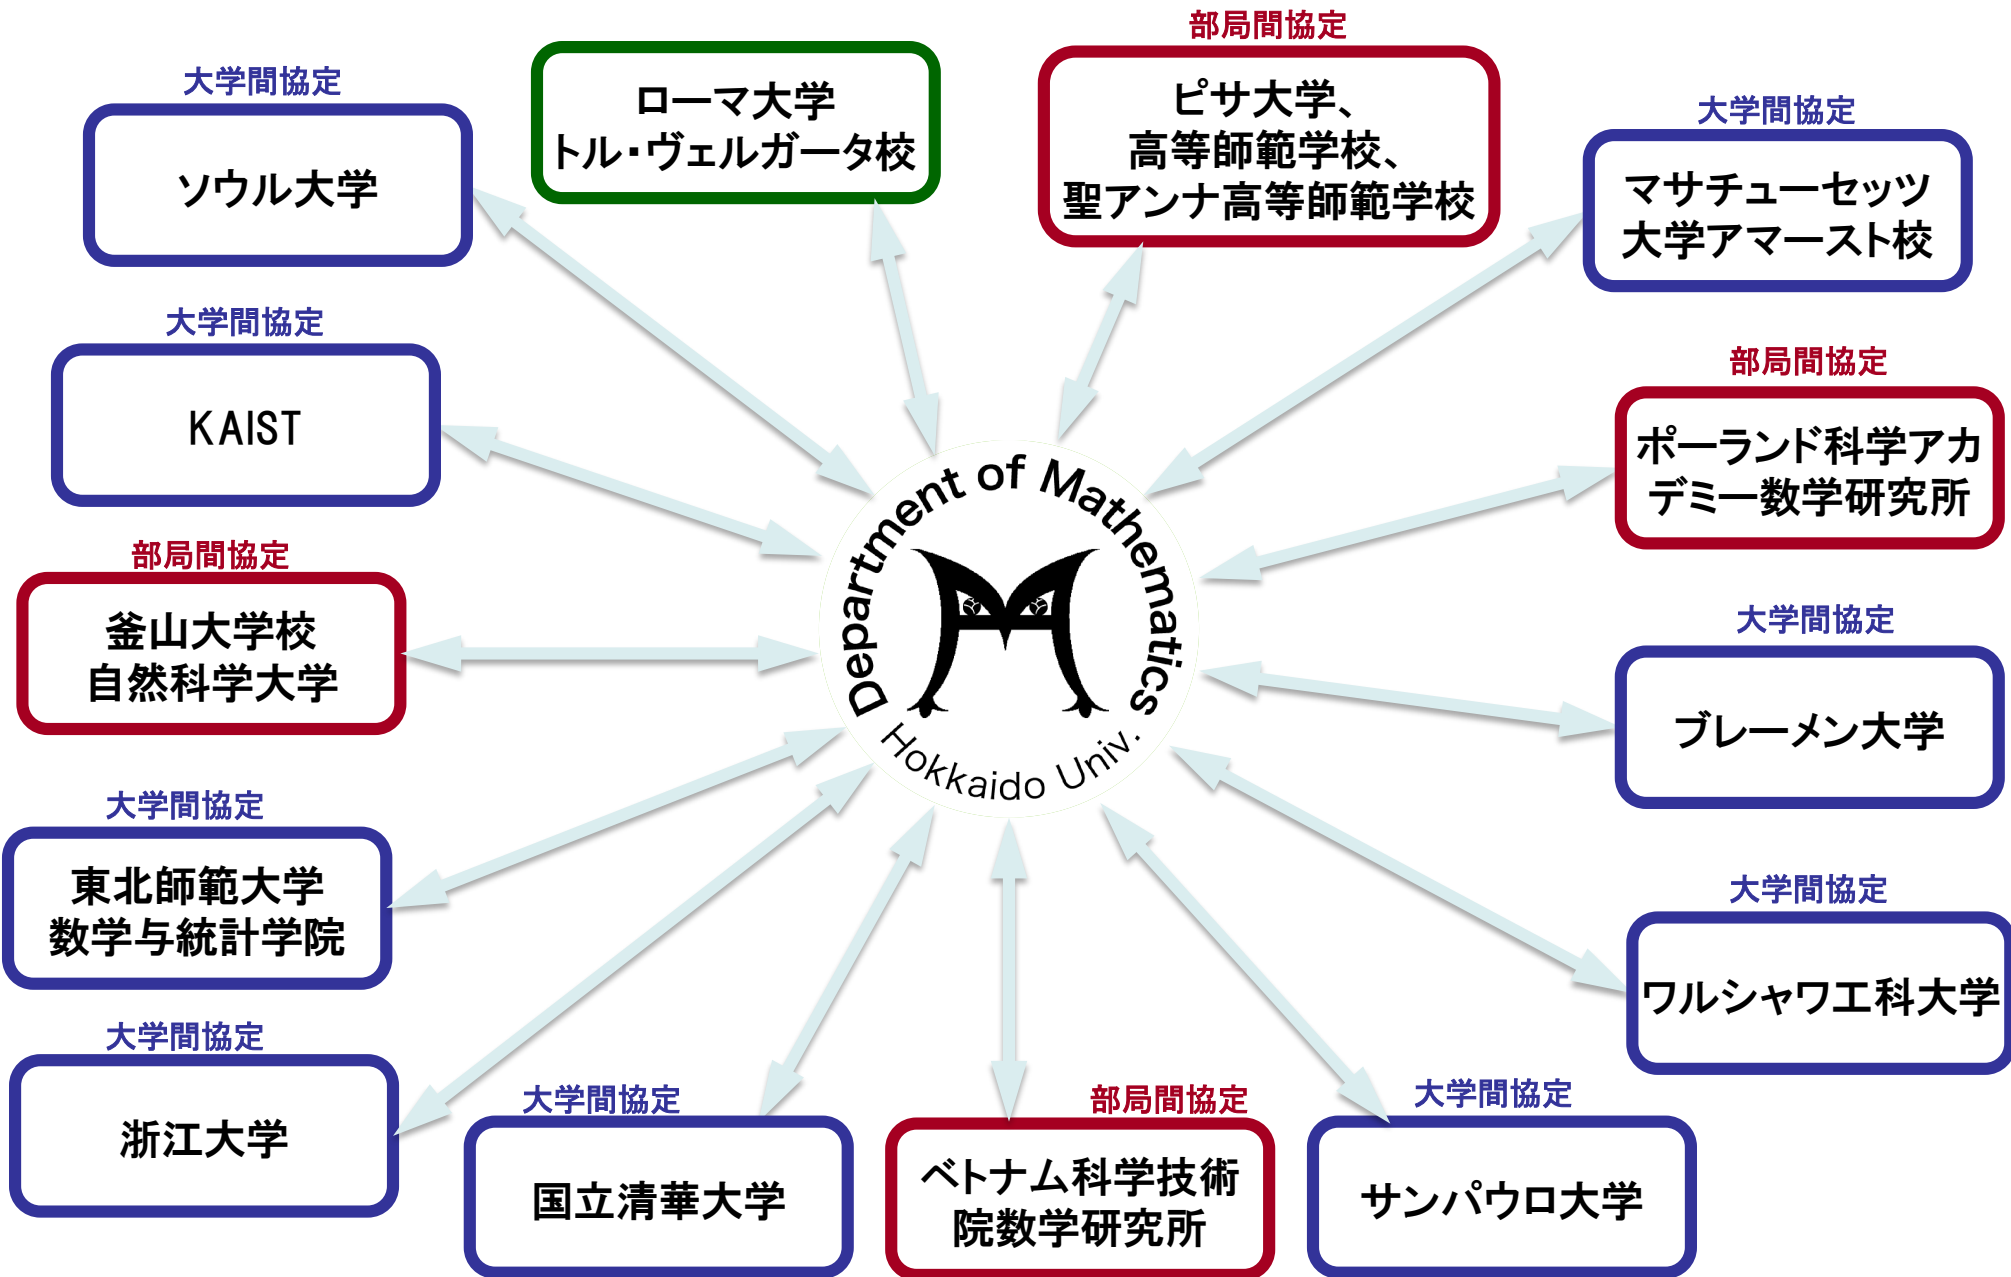 部局間協定
ピサ大学、
高等師範学校、
聖アンナ高等師範学校
ローマ大学
トル・ヴェルガータ校
大学間協定
ソウル大学
大学間協定
マサチューセッツ
大学アマースト校
大学間協定
KAIST
部局間協定
ポーランド科学アカ
デミー数学研究所
部局間協定
釜山大学校
自然科学大学
Department of Mathematics
Hokkaido Univ.
大学間協定
ブレーメン大学
大学間協定
東北師範大学
数学与統計学院
大学間協定
ワルシャワ工科大学
大学間協定
浙江大学
大学間協定
国立清華大学
部局間協定
ベトナム科学技術
院数学研究所
大学間協定
サンパウロ大学